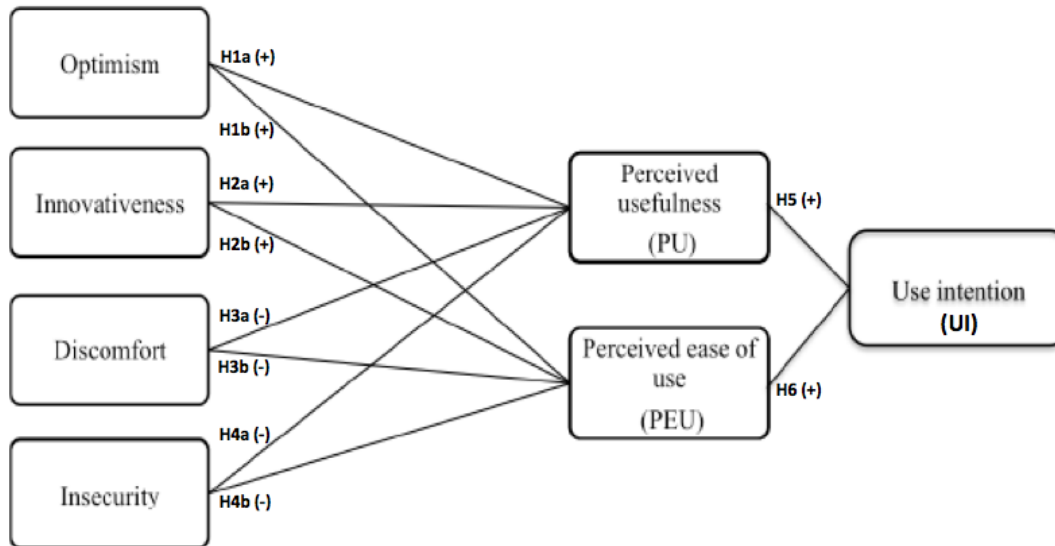 Optimism
H1a (+)
H1b (+)
Innovativeness
H2a (+)
H2b (+)
Discomfort
H3a (-)
H3b (-)
Insecurity
H4a (-)
H4b (-)
Perceived
usefulness
(PU)
H5 (+)
Perceived ease of
use
(PEU)
H6 (+)
Use intention
(UI)